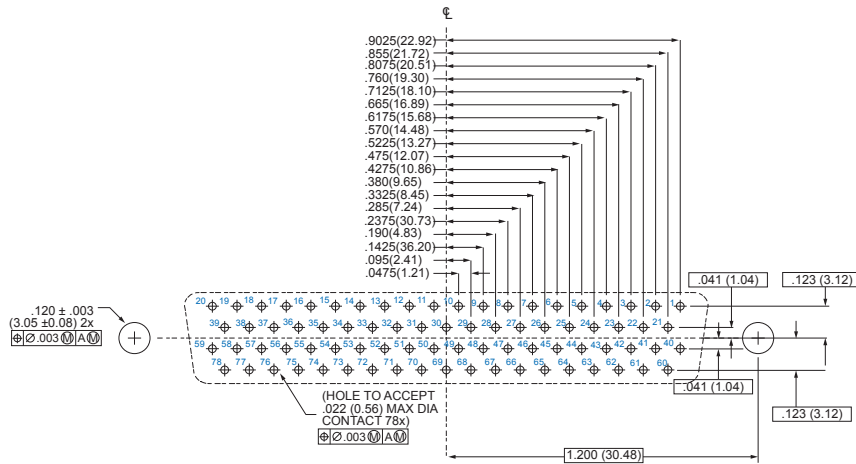 ℄
.9025(22.92)
.855(21.72)
.8075(20.51)
.760(19.30)
.7125(18.10)
.665(16.89)
.6175(15.68)
.570(14.48)
.5225(13.27)
.475(12.07)
.4275(10.86)
.380(9.65)
.3325(8.45)
.285(7.24)
.2375(30.73)
.190(4.83)
.1425(36.20)
.095(2.41)
.0475(1.21)
.041 (1.04)
.123 (3.12)
20 19 18 17 16 15 14 13 12 11 10 9 8 7 6 5 4 3 2 1
.120 ± .003
(3.05 ±0.08) 2x
⌖ Ø.003 Ⓜ A Ⓜ
39 38 37 36 35 34 33 32 31 30 29 28 27 26 25 24 23 22 21
59 58 57 56 55 54 53 52 51 50 49 48 47 46 45 44 43 42 41 40
78 77 76 75 74 73 72 71 70 69 68 67 66 65 64 63 62 61 60
.041 (1.04)
.123 (3.12)
(HOLE TO ACCEPT
.022 (0.56) MAX DIA
CONTACT 78x)
⌖ Ø.003 Ⓜ A Ⓜ
1.200 (30.48)